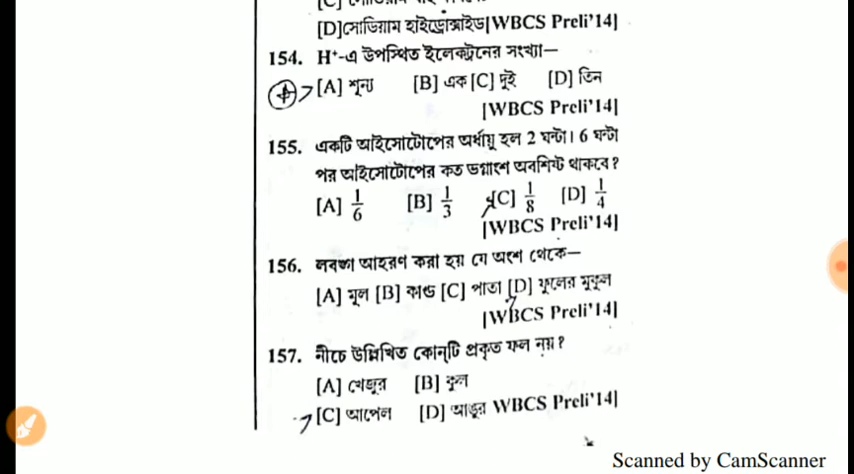 [D]সোডিয়াম হাইড্রোক্সাইড[WBCS Preli'14]
154. H⁺-এ উপস্থিত ইলেকট্রনের সংখ্যা—
[A] শূন্য [B] এক [C] দুই [D] তিন
[WBCS Preli'14]
155. একটি আইসোটোপের অর্ধায়ু হল 2 ঘন্টা। 6 ঘন্টা
পর আইসোটোপের কত ভগ্নাংশ অবশিষ্ট থাকবে?
[A] 1/6 [B] 1/3 [C] 1/8 [D] 1/4
[WBCS Preli'14]
156. লবঙ্গ আহরণ করা হয় যে অংশ থেকে—
[A] মূল [B] কাণ্ড [C] পাতা [D] ফুলের মুকুল
[WBCS Preli'14]
157. নীচে উল্লিখিত কোন্‌টি প্রকৃত ফল নয়?
[A] খেজুর [B] কুল
[C] আপেল [D] আঙুর WBCS Preli'14]
Scanned by CamScanner